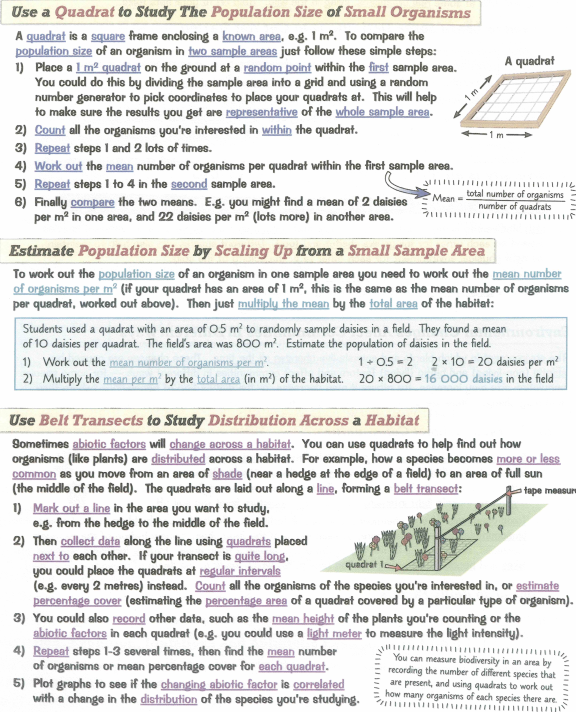 Use a Quadrat to Study The Population Size of Small Organisms
A quadrat is a square frame enclosing a known area, e.g. 1 m². To compare the
population size of an organism in two sample areas just follow these simple steps:
1) Place a 1 m² quadrat on the ground at a random point within the first sample area.
You could do this by dividing the sample area into a grid and using a random
number generator to pick coordinates to place your quadrats at. This will help
to make sure the results you get are representative of the whole sample area.
A quadrat
1 m
1 m
2) Count all the organisms you're interested in within the quadrat.
3) Repeat steps 1 and 2 lots of times.
4) Work out the mean number of organisms per quadrat within the first sample area.
5) Repeat steps 1 to 4 in the second sample area.
6) Finally compare the two means. E.g. you might find a mean of 2 daisies
per m² in one area, and 22 daisies per m² (lots more) in another area.
Mean = total number of organisms
number of quadrats
Estimate Population Size by Scaling Up from a Small Sample Area
To work out the population size of an organism in one sample area you need to work out the mean number
of organisms per m² (if your quadrat has an area of 1 m², this is the same as the mean number of organisms
per quadrat, worked out above). Then just multiply the mean by the total area of the habitat:
Students used a quadrat with an area of 0.5 m² to randomly sample daisies in a field. They found a mean
of 10 daisies per quadrat. The field's area was 800 m². Estimate the population of daisies in the field.
1) Work out the mean number of organisms per m². 1 ÷ 0.5 = 2 2 × 10 = 20 daisies per m²
2) Multiply the mean per m² by the total area (in m²) of the habitat. 20 × 800 = 16 000 daisies in the field
Use Belt Transects to Study Distribution Across a Habitat
Sometimes abiotic factors will change across a habitat. You can use quadrats to help find out how
organisms (like plants) are distributed across a habitat. For example, how a species becomes more or less
common as you move from an area of shade (near a hedge at the edge of a field) to an area of full sun
(the middle of the field). The quadrats are laid out along a line, forming a belt transect:
tape measure
quadrat 1
1) Mark out a line in the area you want to study,
e.g. from the hedge to the middle of the field.
2) Then collect data along the line using quadrats placed
next to each other. If your transect is quite long,
you could place the quadrats at regular intervals
(e.g. every 2 metres) instead. Count all the organisms of the species you're interested in, or estimate
percentage cover (estimating the percentage area of a quadrat covered by a particular type of organism).
3) You could also record other data, such as the mean height of the plants you're counting or the
abiotic factors in each quadrat (e.g. you could use a light meter to measure the light intensity).
4) Repeat steps 1-3 several times, then find the mean number
of organisms or mean percentage cover for each quadrat.
5) Plot graphs to see if the changing abiotic factor is correlated
with a change in the distribution of the species you're studying.
You can measure biodiversity in an area by
recording the number of different species that
are present, and using quadrats to work out
how many organisms of each species there are.